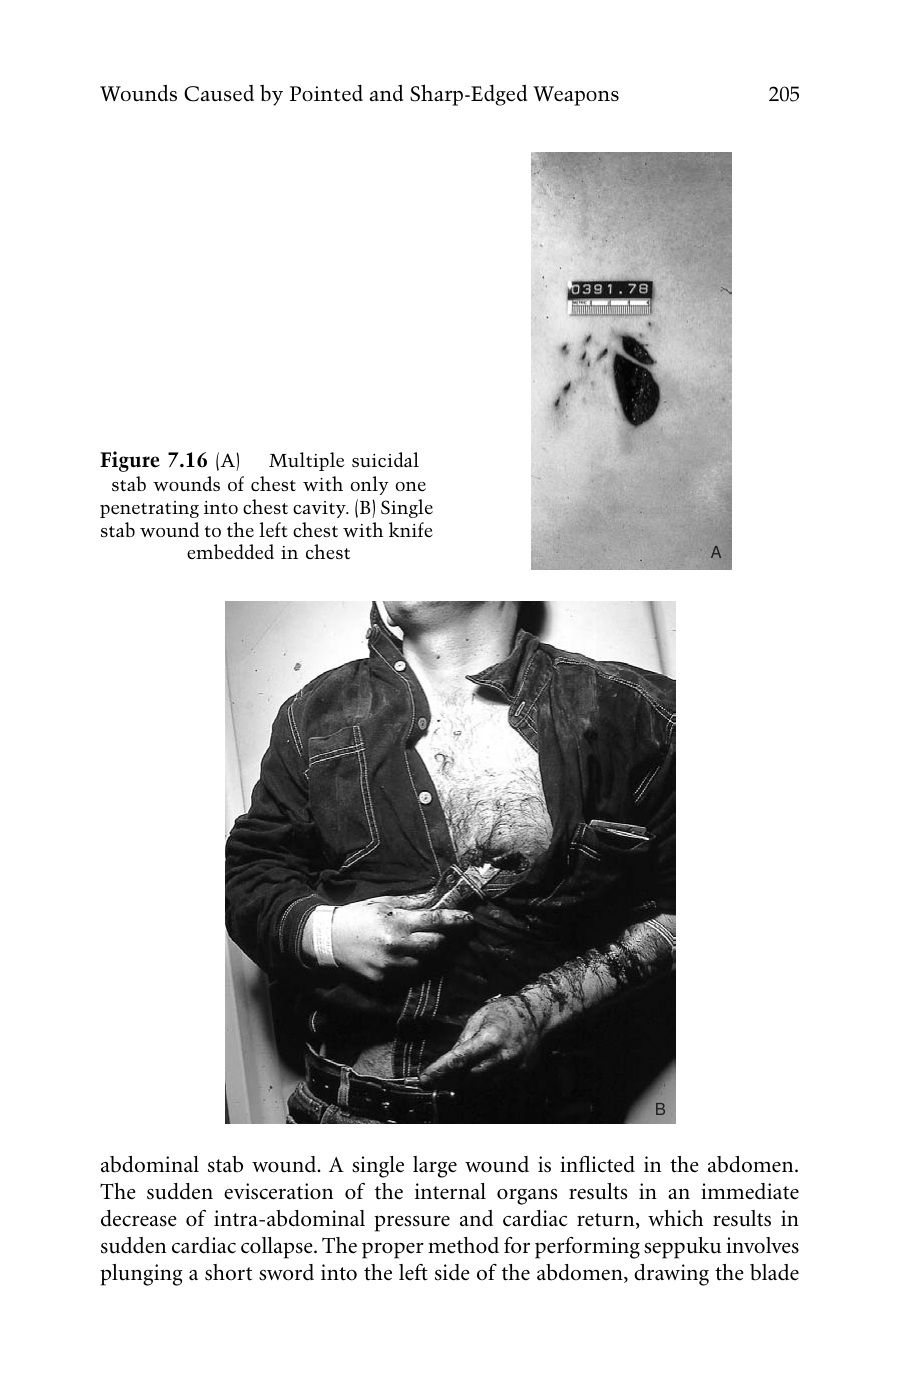 Wounds Caused by Pointed and Sharp-Edged Weapons 205
0391.78
METRIC
A
Figure 7.16 (A) Multiple suicidal
stab wounds of chest with only one
penetrating into chest cavity. (B) Single
stab wound to the left chest with knife
embedded in chest
B
abdominal stab wound. A single large wound is inflicted in the abdomen.
The sudden evisceration of the internal organs results in an immediate
decrease of intra-abdominal pressure and cardiac return, which results in
sudden cardiac collapse. The proper method for performing seppuku involves
plunging a short sword into the left side of the abdomen, drawing the blade